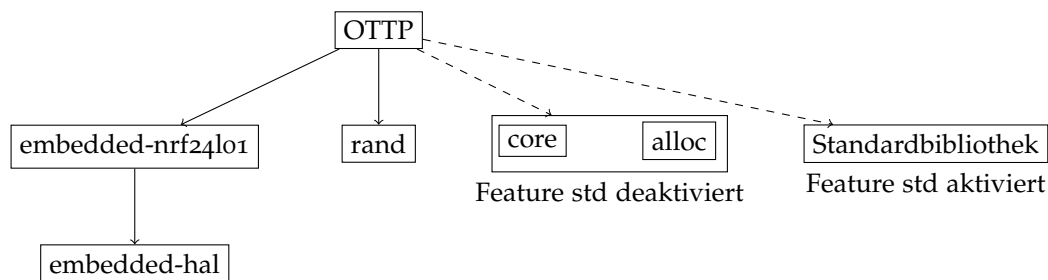 OTTP
embedded-nrf24l01
rand
core
alloc
Standardbibliothek
Feature std deaktiviert
Feature std aktiviert
embedded-hal